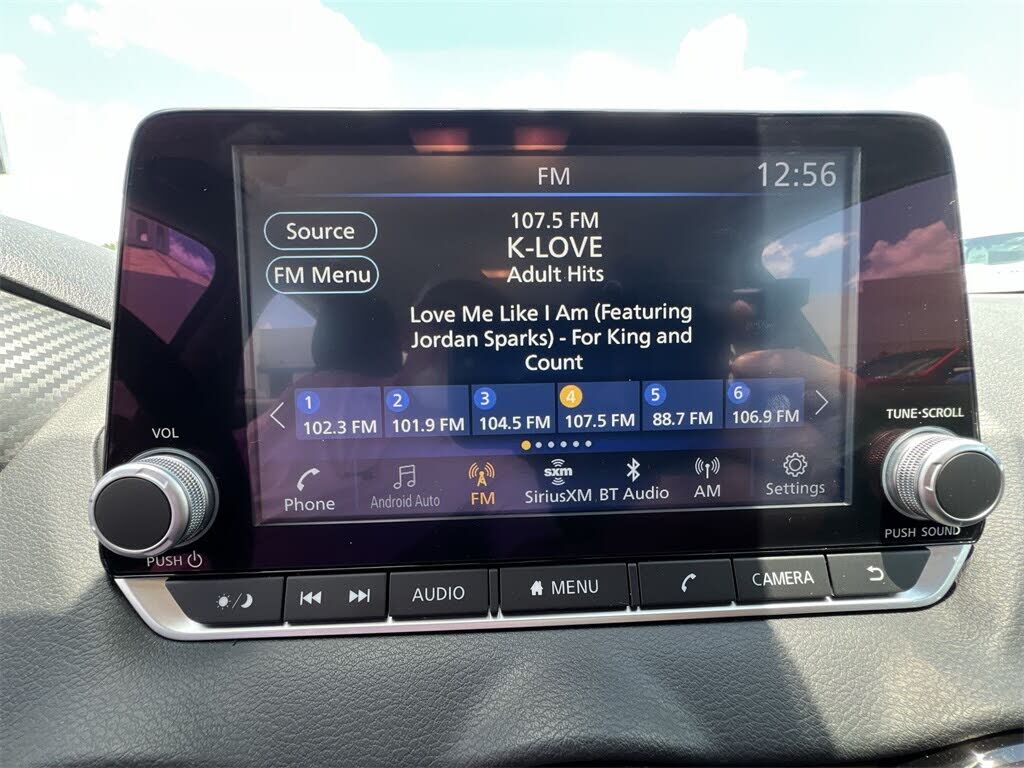 FM
12:56
Source
FM Menu
107.5 FM
K-LOVE
Adult Hits
Love Me Like I Am (Featuring
Jordan Sparks) - For King and
Count
1 2 3 4 5 6
102.3 FM 101.9 FM 104.5 FM 107.5 FM 88.7 FM 106.9 FM
Phone Android Auto FM SiriusXM BT Audio AM Settings
sxm
VOL
PUSH
TUNE·SCROLL
PUSH SOUND
AUDIO MENU CAMERA